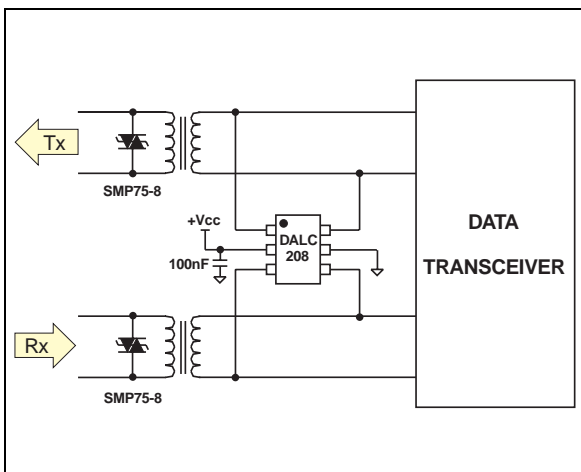 Tx
SMP75-8
+Vcc
100nF
DALC
208
DATA
TRANSCEIVER
Rx
SMP75-8